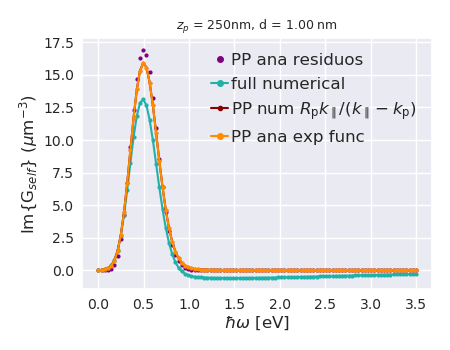 z_p = 250nm, d = 1.00 nm
17.5
15.0
12.5
10.0
7.5
5.0
2.5
0.0
Im{G_self} (μm⁻³)
PP ana residuos
full numerical
PP num R_p k_∥/(k_∥ − k_p)
PP ana exp func
0.0 0.5 1.0 1.5 2.0 2.5 3.0 3.5
ℏω [eV]